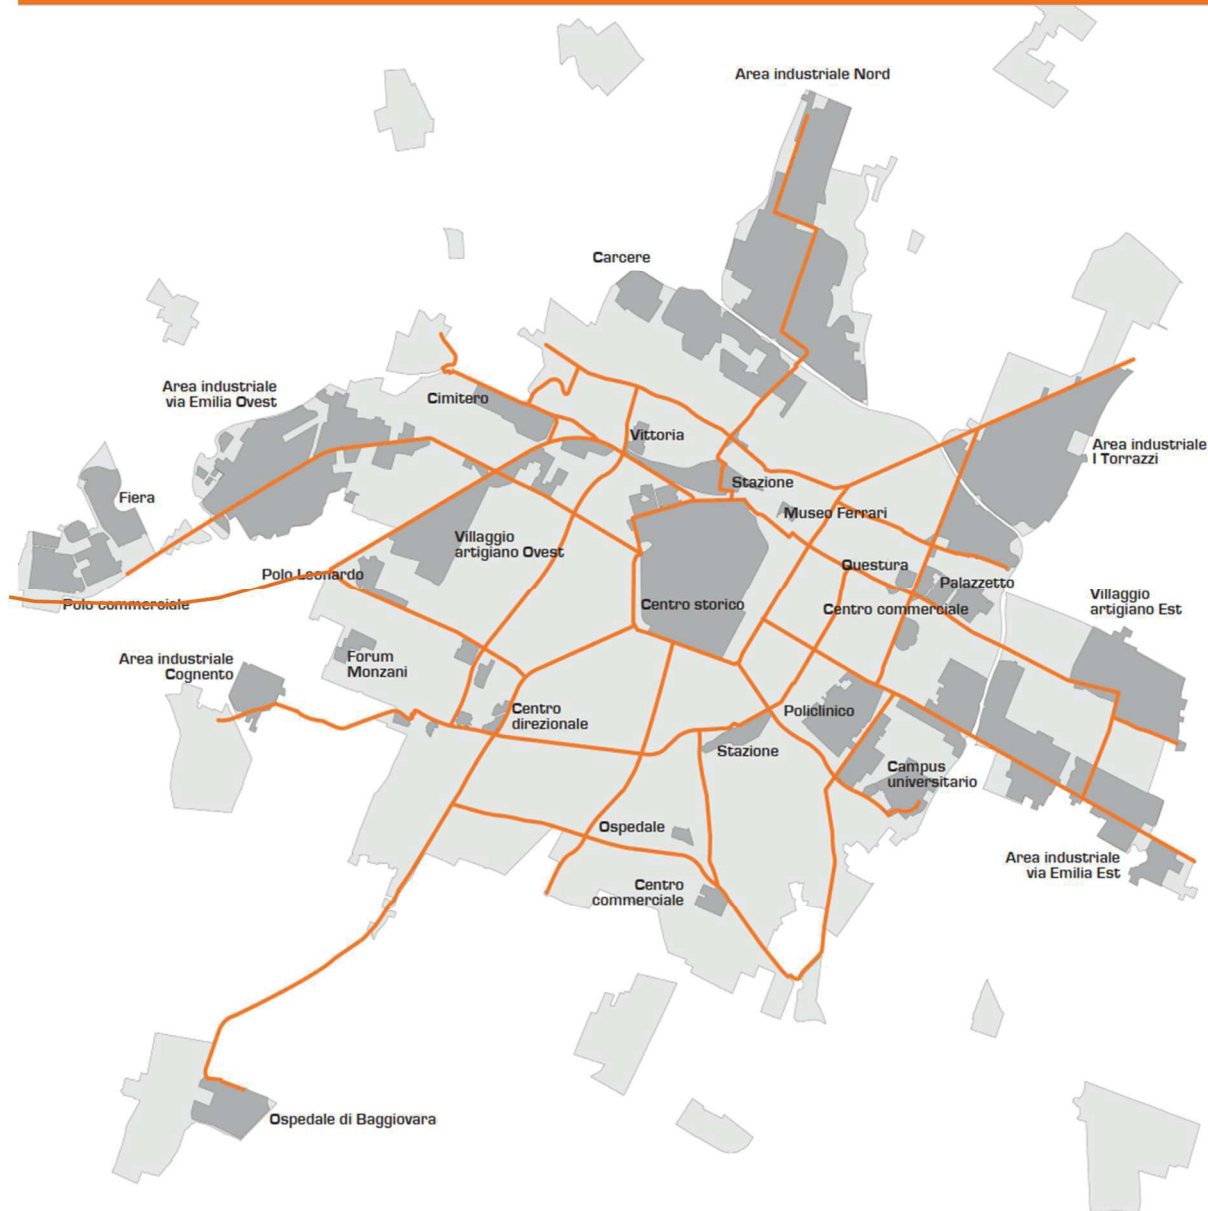 Area industriale Nord
Carcere
Area industriale
via Emilia Ovest
Cimitero
Vittoria
Area industriale
I Torrazzi
Fiera
Stazione
Museo Ferrari
Villaggio
artigiano Ovest
Questura
Polo Leonardo
Palazzetto
Polo commerciale
Centro storico
Centro commerciale
Villaggio
artigiano Est
Area industriale
Cognento
Forum
Monzani
Centro
direzionale
Policlinico
Stazione
Campus
universitario
Ospedale
Area industriale
via Emilia Est
Centro
commerciale
Ospedale di Baggiovara